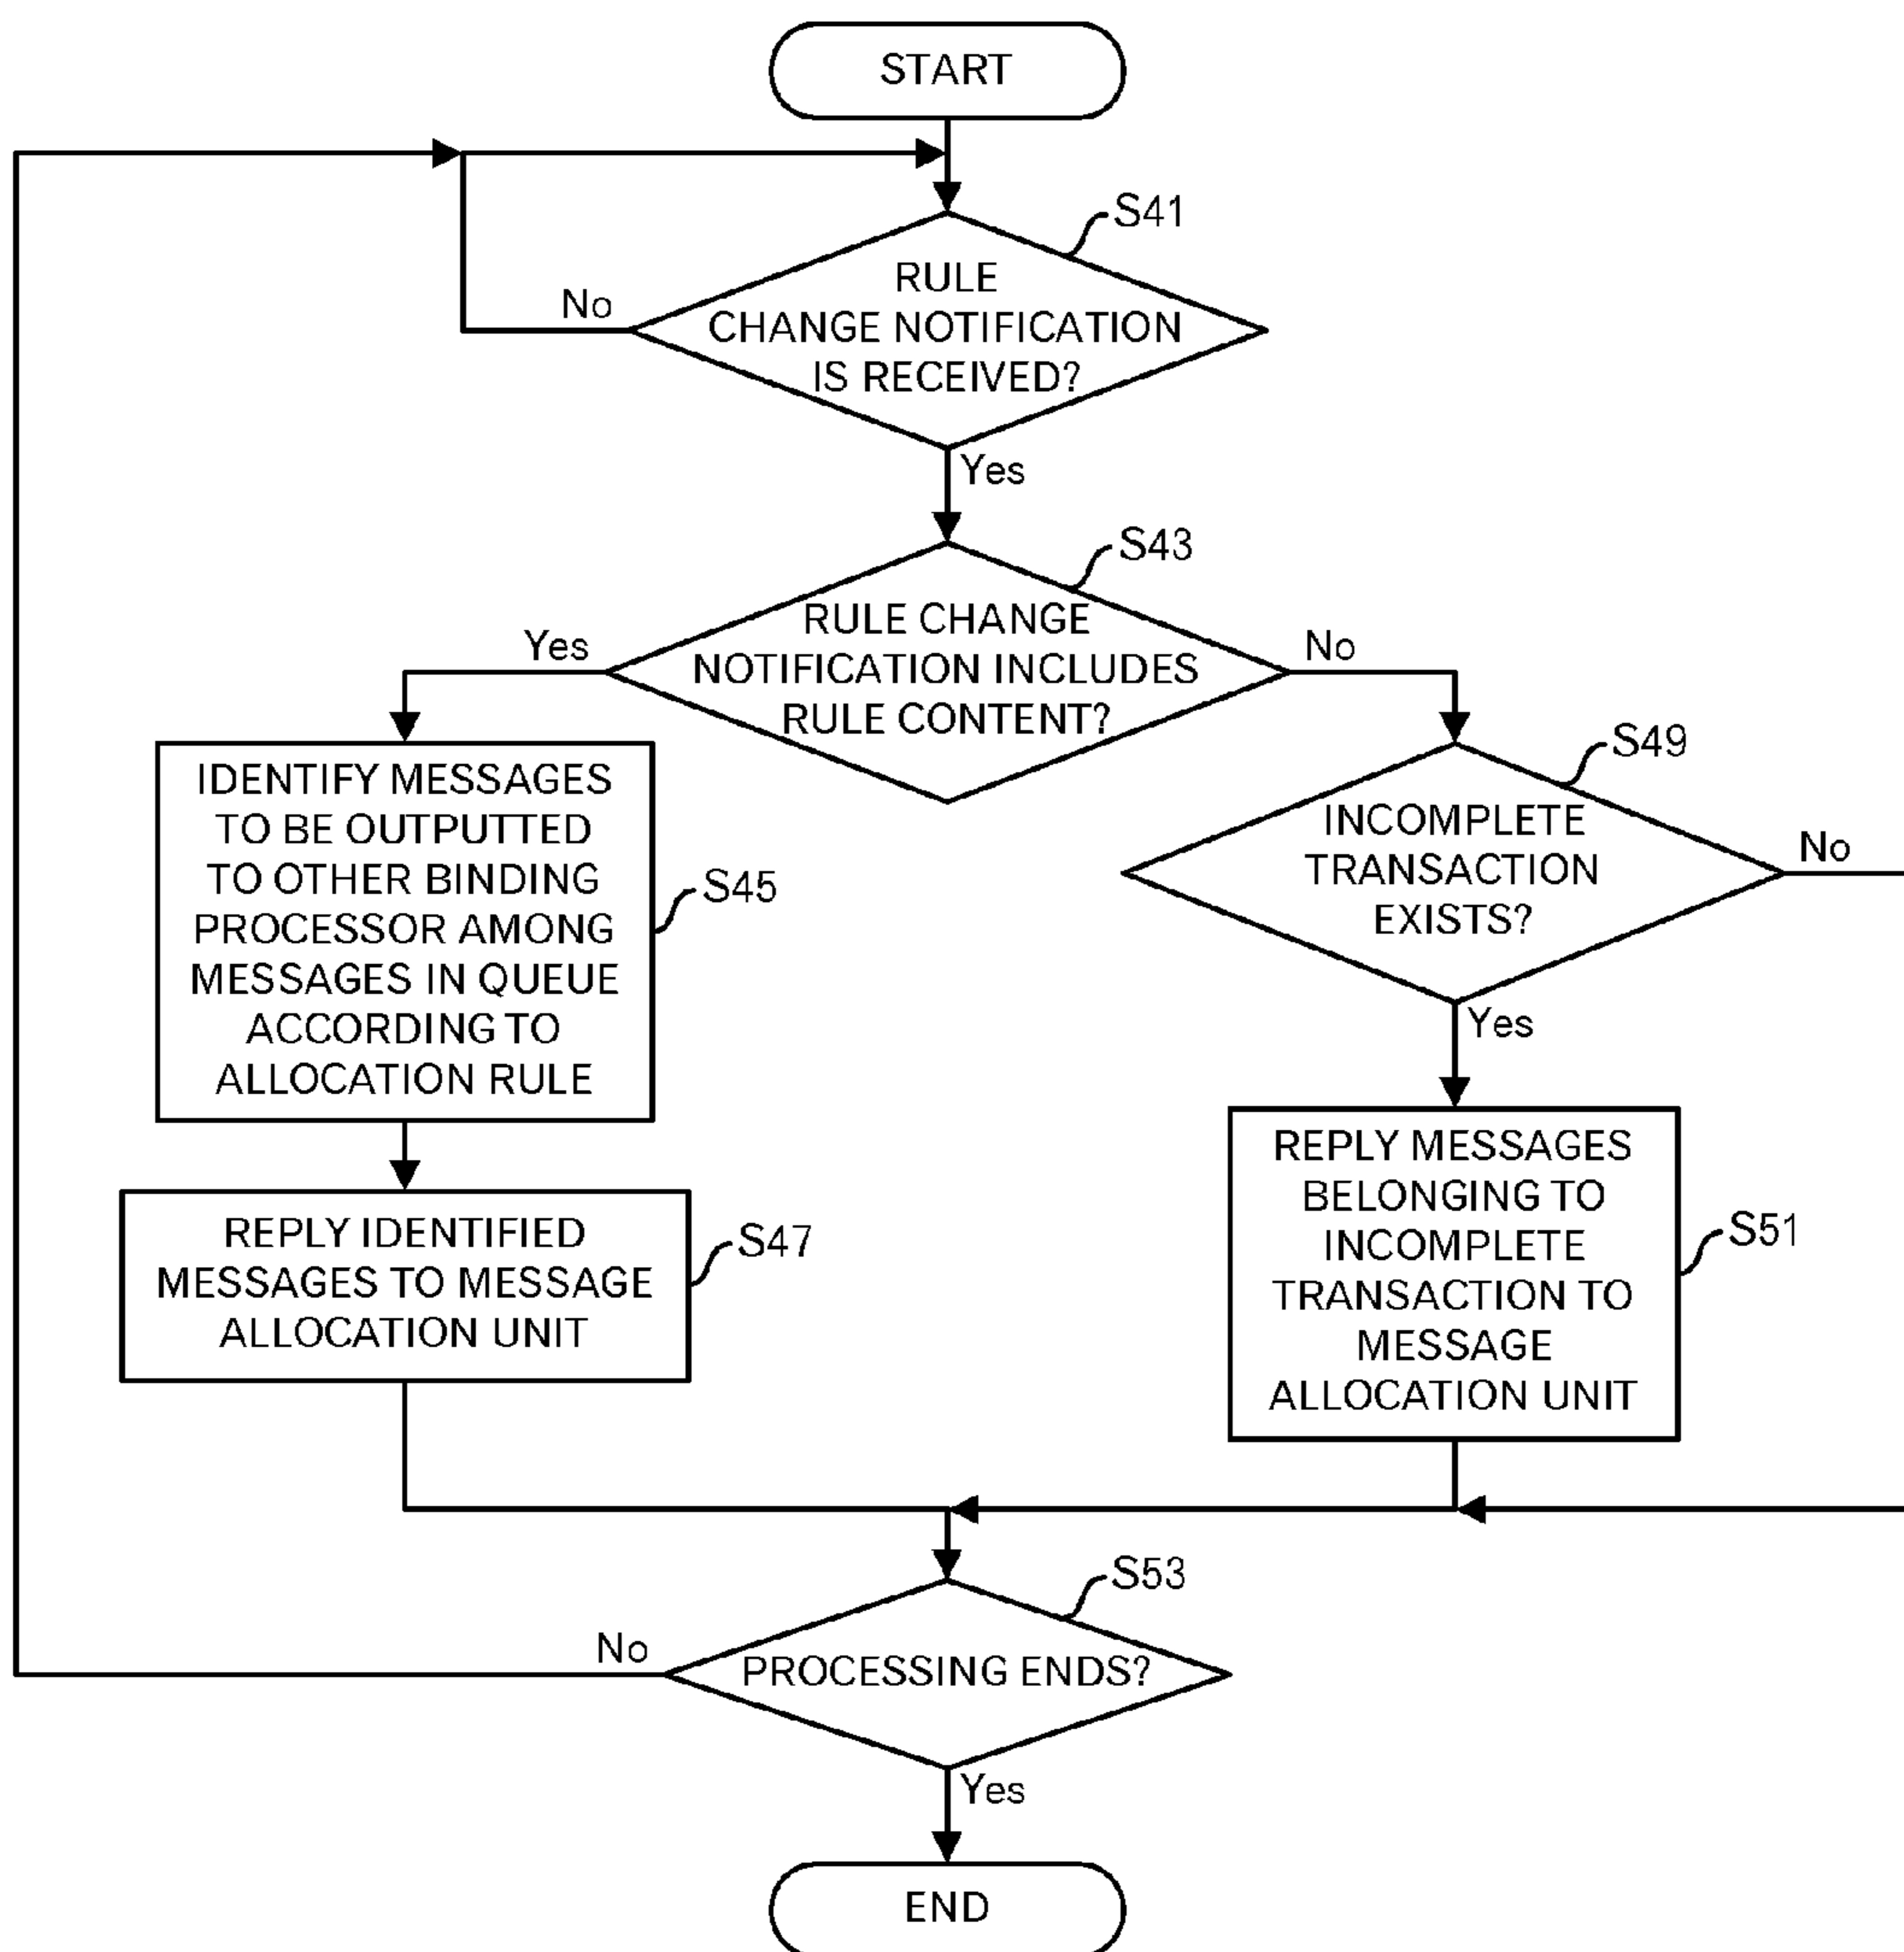 START
S41
RULE
CHANGE NOTIFICATION
IS RECEIVED?
No
Yes
S43
RULE CHANGE
NOTIFICATION INCLUDES
RULE CONTENT?
Yes
No
IDENTIFY MESSAGES
TO BE OUTPUTTED
TO OTHER BINDING
PROCESSOR AMONG
MESSAGES IN QUEUE
ACCORDING TO
ALLOCATION RULE
S45
S49
INCOMPLETE
TRANSACTION
EXISTS?
No
Yes
REPLY IDENTIFIED
MESSAGES TO MESSAGE
ALLOCATION UNIT
S47
REPLY MESSAGES
BELONGING TO
INCOMPLETE
TRANSACTION TO
MESSAGE
ALLOCATION UNIT
S51
S53
PROCESSING ENDS?
No
Yes
END